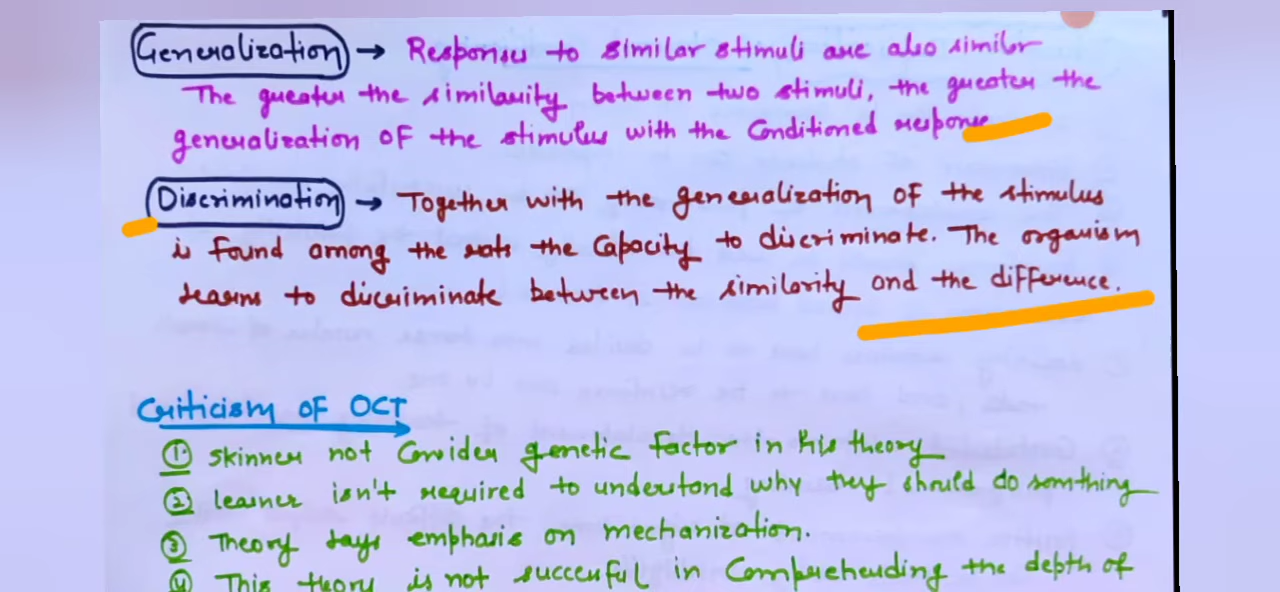 Generalization → Responses to similar stimuli are also similr
The greater the similarity between two stimuli, the greater the
generalization OF the stimulus with the Conditioned response
Discrimination → Together with the generalization of the stimulus
is found among the rats the Capacity to discriminate. The organism
learns to discriminate between the similarity and the difference.
Criticism OF OCT
① skinner not Consider genetic factor in his theory
② learner isn't required to understand why they should do somthing
③ Theory lays emphasis on mechanization.
④ This theory is not successful in Comprehending the depth of